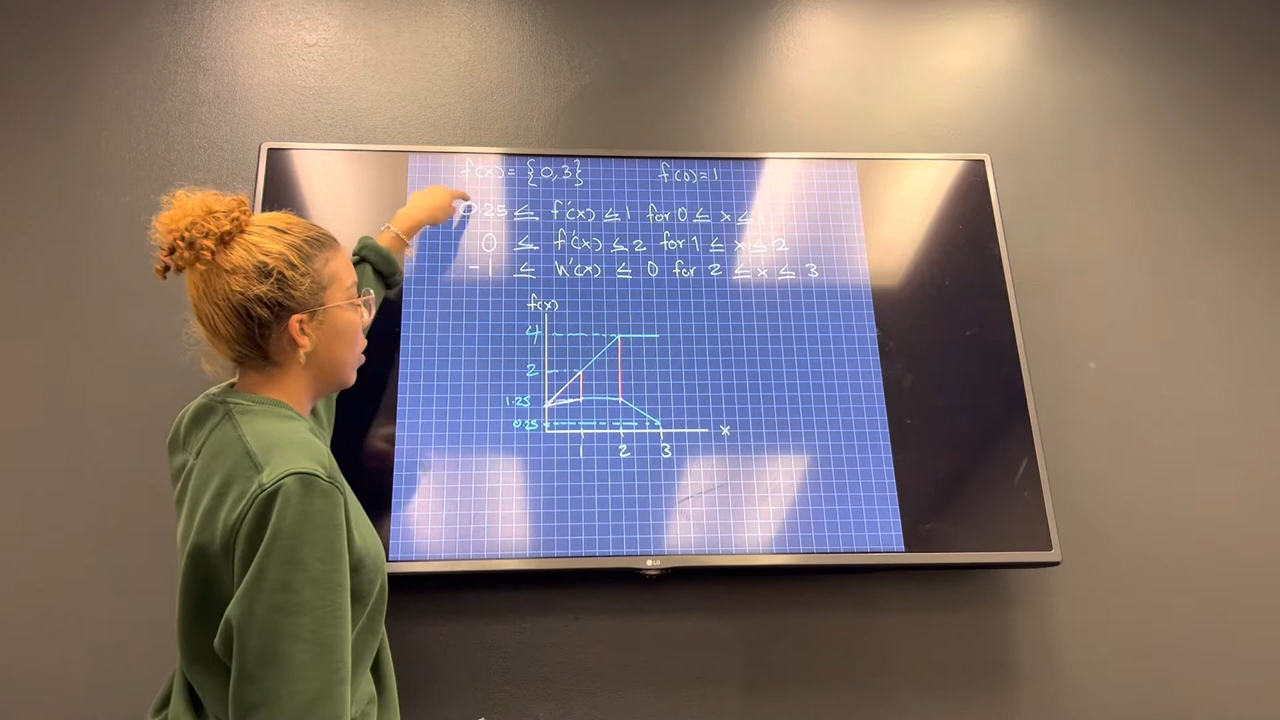 f(x) = {0,3} f(0)=1
0.25 ≤ f'(x) ≤ 1 for 0 ≤ x ≤ 1
0 ≤ f'(x) ≤ 2 for 1 ≤ x ≤ 2
-1 ≤ h'(x) ≤ 0 for 2 ≤ x ≤ 3
f(x)
4
2
1.25
0.25
x
1 2 3
LG